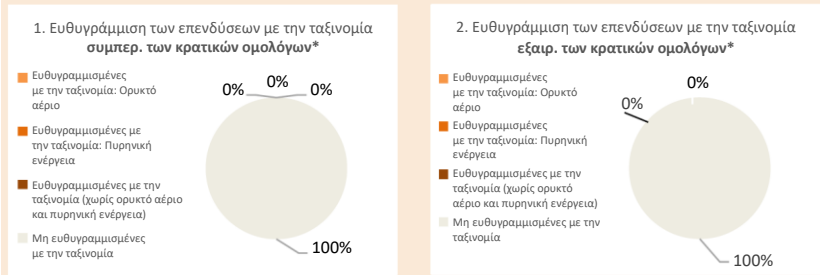 1. Ευθυγράμμιση των επενδύσεων με την ταξινομία
συμπερ. των κρατικών ομολόγων*
Ευθυγραμμισμένες
με την ταξινομία: Ορυκτό
αέριο
Ευθυγραμμισμένες με
την ταξινομία: Πυρηνική
ενέργεια
Ευθυγραμμισμένες με την
ταξινομία (χωρίς ορυκτό
αέριο και πυρηνική ενέργεια)
Μη ευθυγραμμισμένες
με την ταξινομία
0%
0%
0%
100%
2. Ευθυγράμμιση των επενδύσεων με την ταξινομία
εξαιρ. των κρατικών ομολόγων*
Ευθυγραμμισμένες
με την ταξινομία: Ορυκτό
αέριο
Ευθυγραμμισμένες
με την ταξινομία: Πυρηνική
ενέργεια
Ευθυγραμμισμένες με την
ταξινομία (χωρίς ορυκτό
αέριο και πυρηνική ενέργεια)
Μη ευθυγραμμισμένες με την
ταξινομία
0%
0%
100%